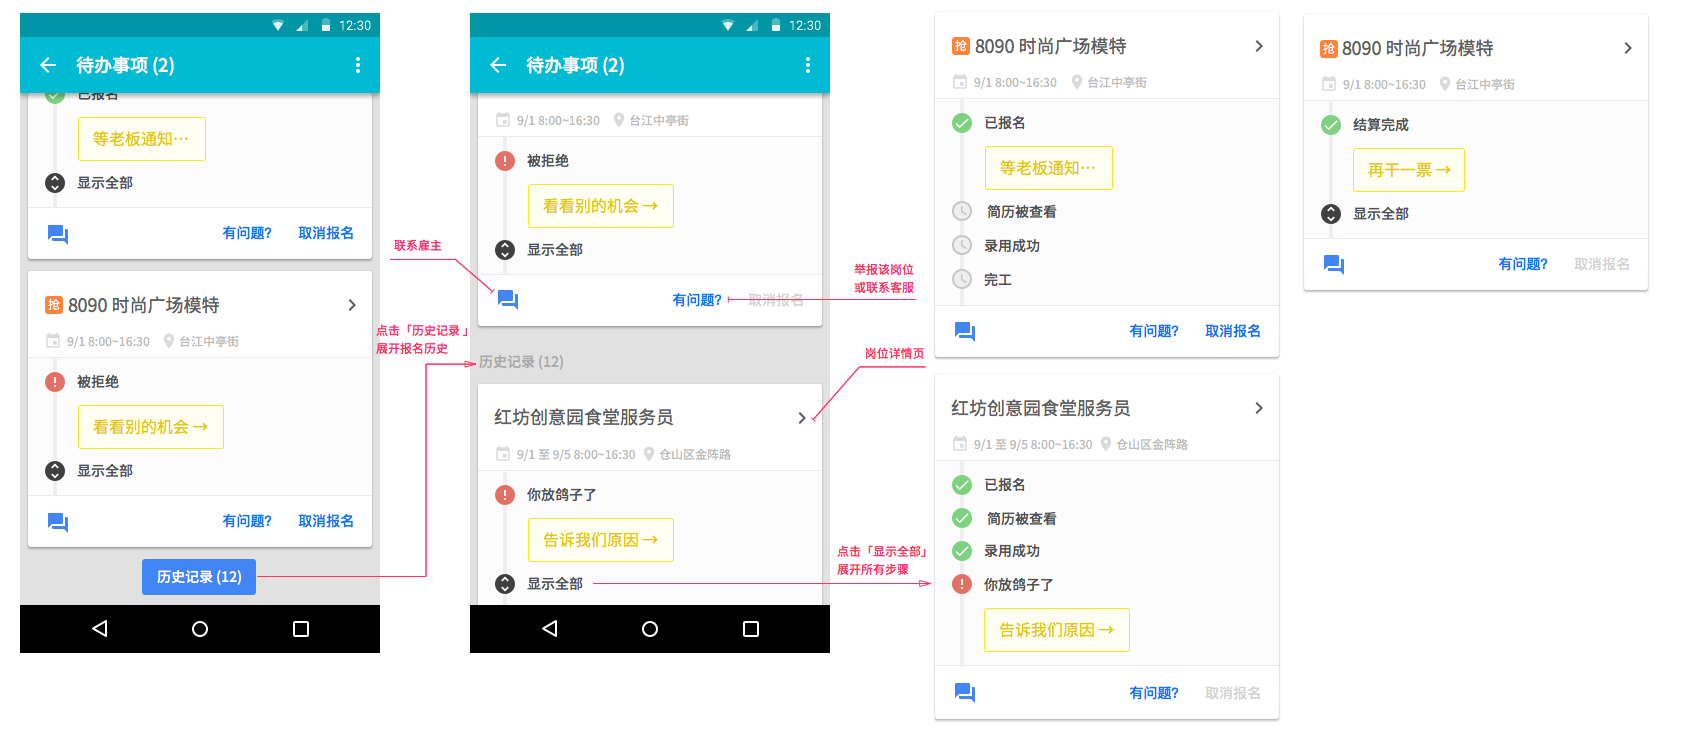 12:30
待办事项 (2)
已报名
等老板通知…
显示全部
有问题?
取消报名
抢 8090 时尚广场模特
9/1 8:00~16:30
台江中亭街
被拒绝
看看别的机会 →
显示全部
有问题?
取消报名
历史记录 (12)
联系雇主
点击「历史记录」
展开报名历史
12:30
待办事项 (2)
9/1 8:00~16:30
台江中亭街
被拒绝
看看别的机会 →
显示全部
有问题?
取消报名
历史记录 (12)
红坊创意园食堂服务员
9/1 至 9/5 8:00~16:30
仓山区金阵路
你放鸽子了
告诉我们原因 →
显示全部
举报该岗位
或联系客服
岗位详情页
点击「显示全部」
展开所有步骤
抢 8090 时尚广场模特
9/1 8:00~16:30
台江中亭街
已报名
等老板通知…
简历被查看
录用成功
完工
有问题?
取消报名
红坊创意园食堂服务员
9/1 至 9/5 8:00~16:30
仓山区金阵路
已报名
简历被查看
录用成功
你放鸽子了
告诉我们原因 →
有问题?
取消报名
抢 8090 时尚广场模特
9/1 8:00~16:30
台江中亭街
结算完成
再干一票 →
显示全部
有问题?
取消报名